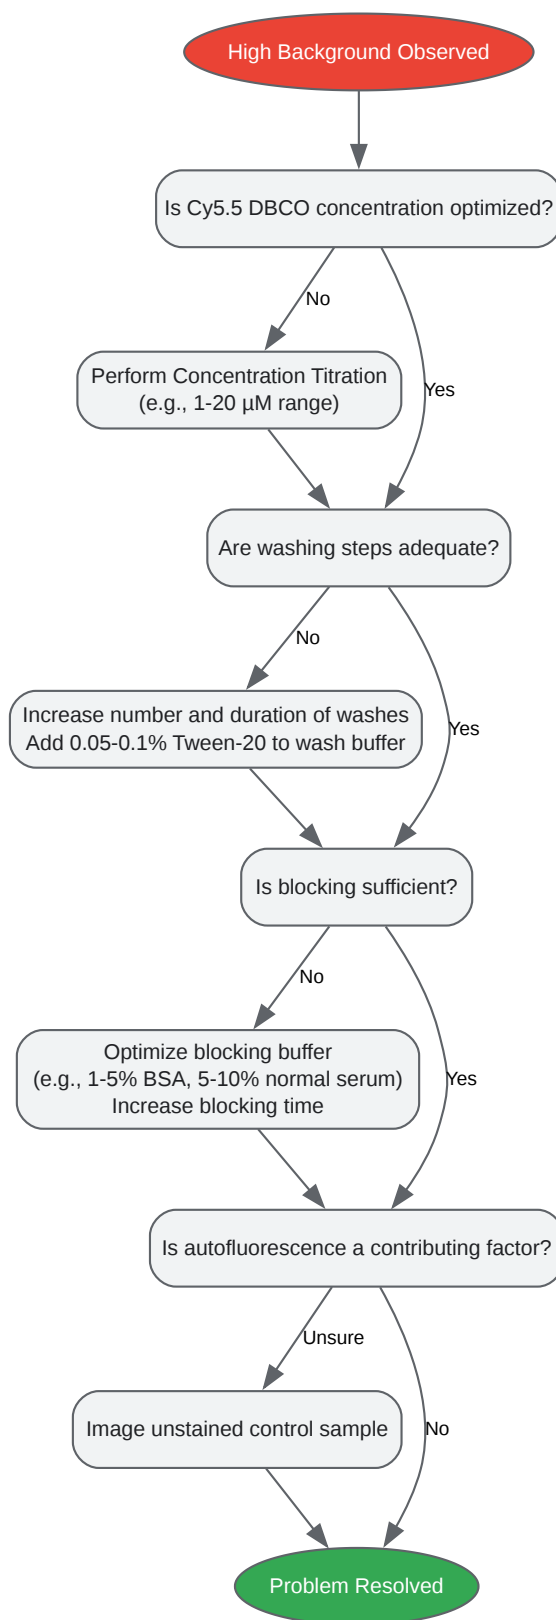 High Background Observed
Is Cy5.5 DBCO concentration optimized?
No
Perform Concentration Titration
(e.g., 1-20 µM range)
Yes
Are washing steps adequate?
No
Increase number and duration of washes
Add 0.05-0.1% Tween-20 to wash buffer
Yes
Is blocking sufficient?
No
Optimize blocking buffer
(e.g., 1-5% BSA, 5-10% normal serum)
Increase blocking time
Yes
Is autofluorescence a contributing factor?
Unsure
Image unstained control sample
No
Problem Resolved